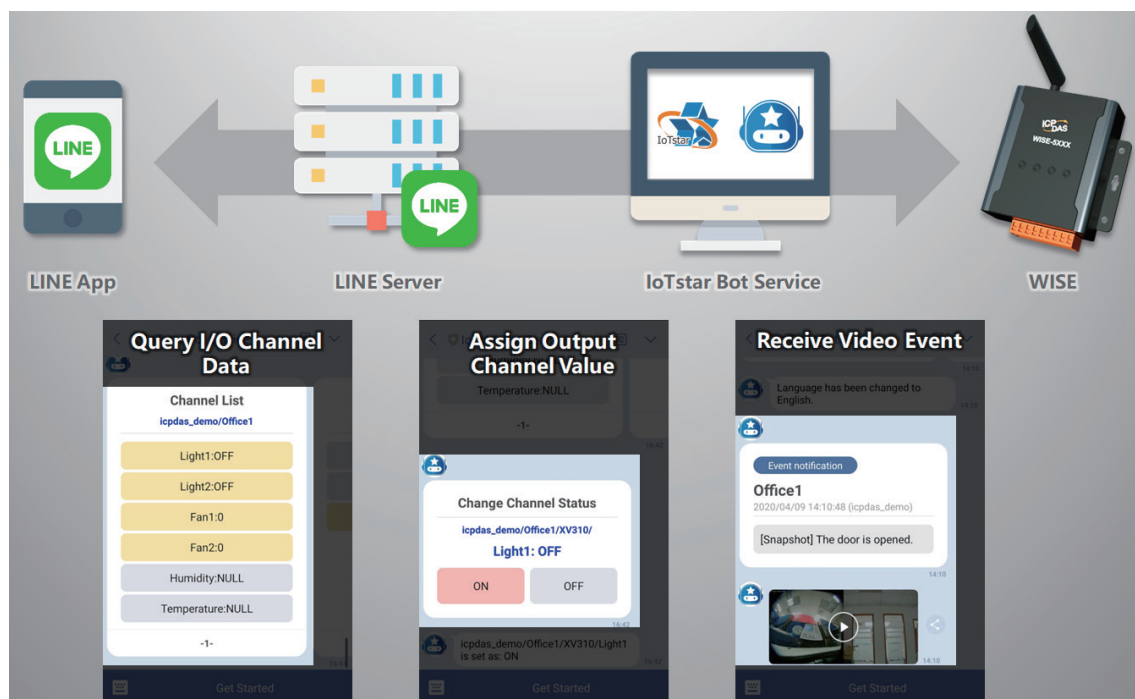 LINE
LINE
IoTstar
ICP
DAS
WISE-5XXX
LINE App
LINE Server
IoTstar Bot Service
WISE
Query I/O Channel
Data
Channel List
icpdas_demo/Office1
Light1:OFF
Light2:OFF
Fan1:0
Fan2:0
Humidity:NULL
Temperature:NULL
-1-
Get Started
Assign Output
Channel Value
Temperature:NULL
-1-
16:42
Change Channel Status
icpdas_demo/Office1/XV310/
Light1: OFF
ON
OFF
16:42
icpdas_demo/Office1/XV310/Light1
is set as: ON
16:42
Get Started
Receive Video Event
14:10
Language has been changed to
English.
14:10
Event notification
Office1
2020/04/09 14:10:48 (icpdas_demo)
[Snapshot] The door is opened.
14:10
14:10
Get Started